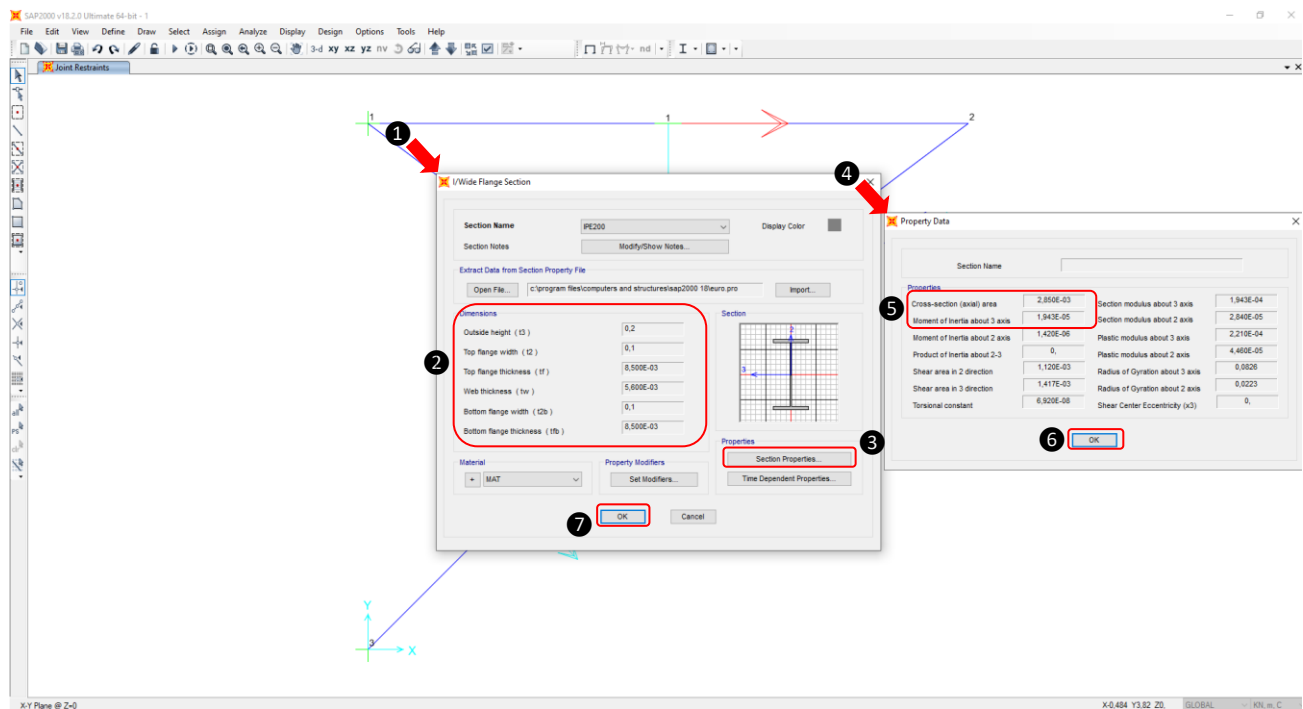 SAP2000 v18.2.0 Ultimate 64-bit - 1
File Edit View Define Draw Select Assign Analyze Display Design Options Tools Help
3-d xy xz yz nv
nd
Joint Restraints
1
1
2
1
4
I/Wide Flange Section
Section Name
IPE200
Display Color
Section Notes
Modify/Show Notes...
Extract Data from Section Property File
Open File...
c:\program files\computers and structures\sap2000 18\euro.pro
Import...
2
Dimensions
Outside height ( t3 )
0,2
Top flange width ( t2 )
0,1
Top flange thickness ( tf )
8,500E-03
Web thickness ( tw )
5,600E-03
Bottom flange width ( t2b )
0,1
Bottom flange thickness ( tfb )
8,500E-03
Section
2
3
Material
+
MAT
Property Modifiers
Set Modifiers...
3
Properties
Section Properties...
Time Dependent Properties...
7
OK
Cancel
Property Data
Section Name
5
Properties
Cross-section (axial) area
2,850E-03
Section modulus about 3 axis
1,943E-04
Moment of Inertia about 3 axis
1,943E-05
Section modulus about 2 axis
2,840E-05
Moment of Inertia about 2 axis
1,420E-06
Plastic modulus about 3 axis
2,210E-04
Product of Inertia about 2-3
0,
Plastic modulus about 2 axis
4,460E-05
Shear area in 2 direction
1,120E-03
Radius of Gyration about 3 axis
0,0826
Shear area in 3 direction
1,417E-03
Radius of Gyration about 2 axis
0,0223
Torsional constant
6,920E-08
Shear Center Eccentricity (x3)
0,
6
OK
Y
3
X
X-Y Plane @ Z=0
X-0,484 Y3,82 Z0,
GLOBAL
KN, m, C